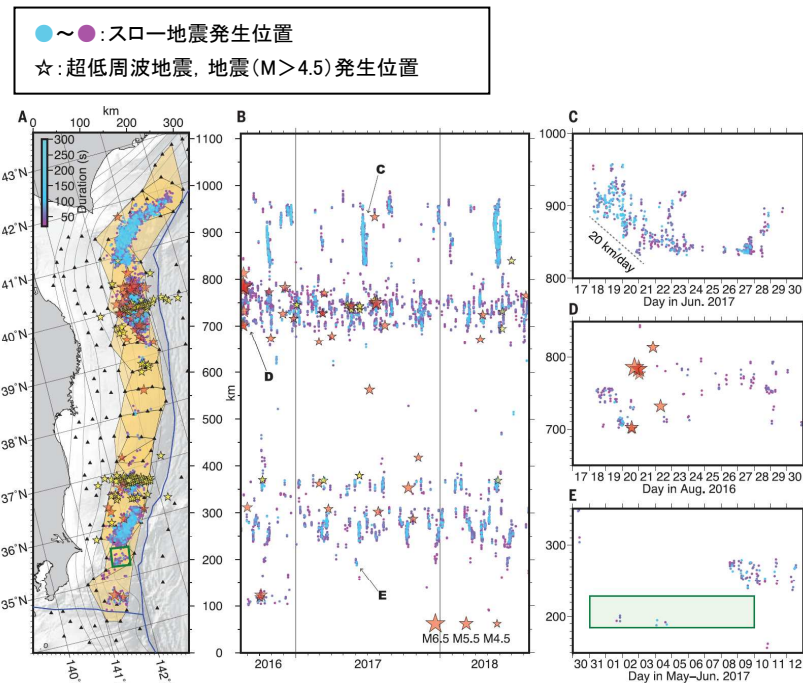 ●～●：スロー地震発生位置
☆：超低周波地震，地震（M＞4.5）発生位置
km
A 0 100 200 300
300
250
200
150
100
50
Duration (s)
43°N
42°N
41°N
40°N
39°N
38°N
37°N
36°N
35°N
140°
141°
142°
B
1100
1000
900
800
700
600
500
400
300
200
100
0
km
C
D
E
M6.5 M5.5 M4.5
2016 2017 2018
C
1000
900
800
20 km/day
17 18 19 20 21 22 23 24 25 26 27 28 29 30
Day in Jun. 2017
D
800
700
17 18 19 20 21 22 23 24 25 26 27 28 29 30
Day in Aug. 2016
E
300
200
30 31 01 02 03 04 05 06 07 08 09 10 11 12
Day in May–Jun. 2017